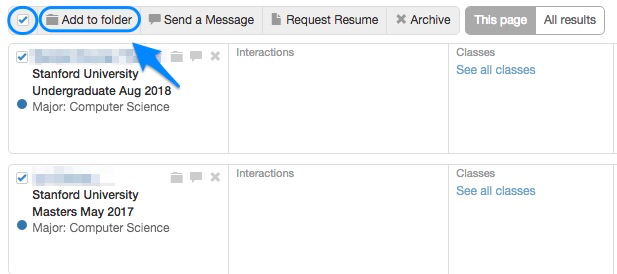 Add to folder Send a Message Request Resume Archive This page All results
Interactions Classes
See all classes
Stanford University
Undergraduate Aug 2018
Major: Computer Science
Interactions Classes
See all classes
Stanford University
Masters May 2017
Major: Computer Science